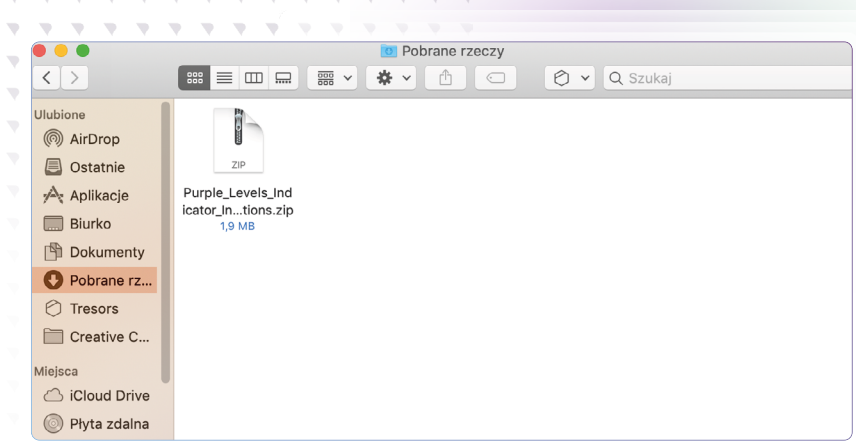 Pobrane rzeczy
Szukaj
Ulubione
AirDrop
Ostatnie
Aplikacje
Biurko
Dokumenty
Pobrane rz...
Tresors
Creative C...
Miejsca
iCloud Drive
Płyta zdalna
ZIP
Purple_Levels_Ind
icator_In...tions.zip
1,9 MB